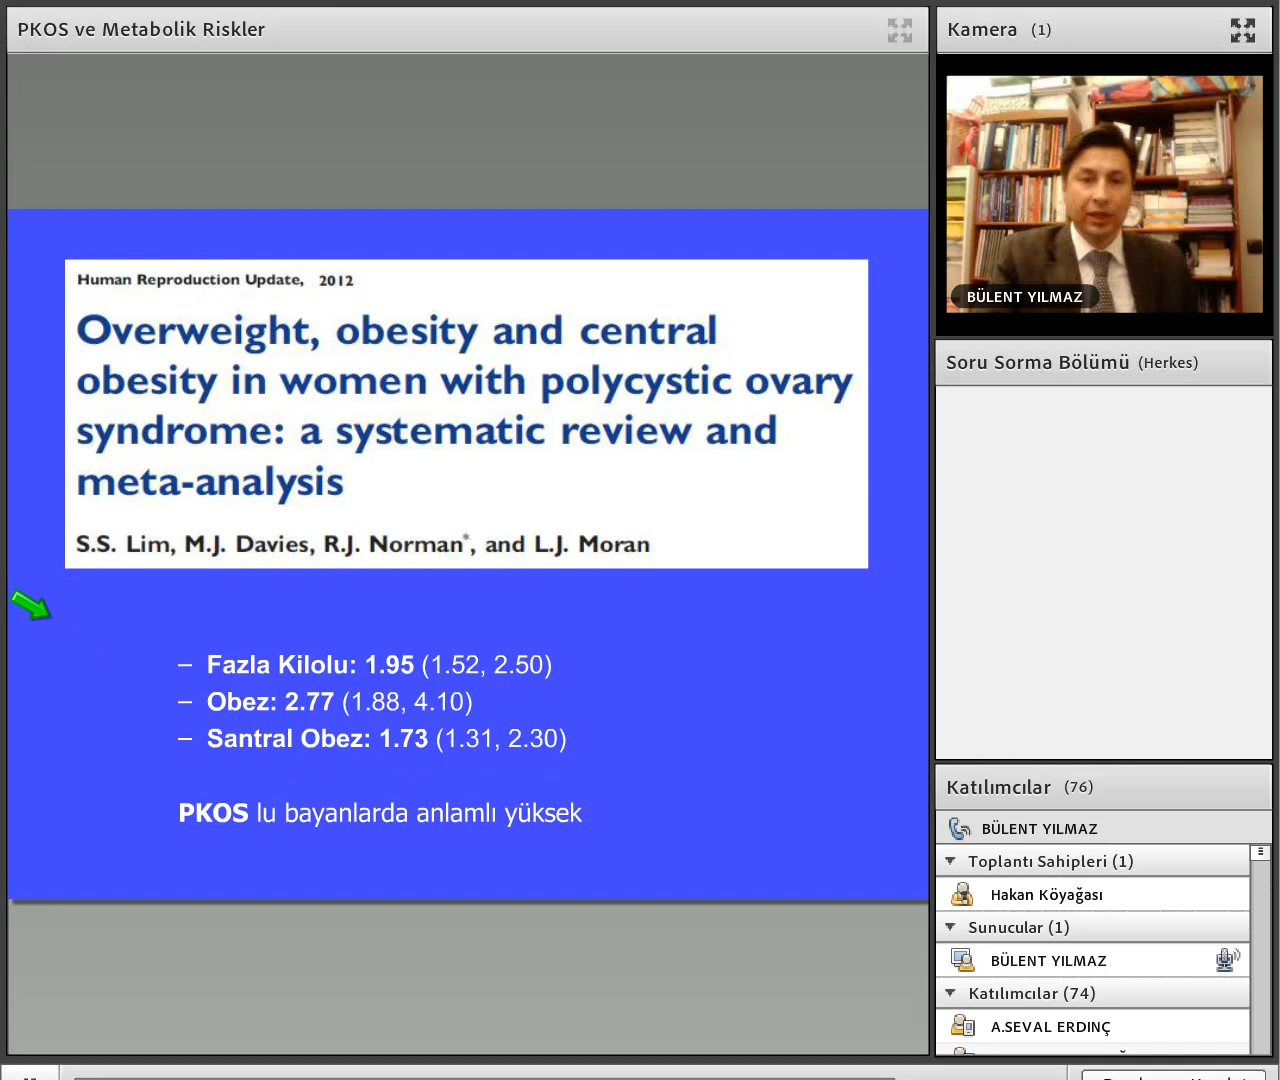 PKOS ve Metabolik Riskler
Human Reproduction Update, 2012
Overweight, obesity and central
obesity in women with polycystic ovary
syndrome: a systematic review and
meta-analysis
S.S. Lim, M.J. Davies, R.J. Norman*, and L.J. Moran
– Fazla Kilolu: 1.95 (1.52, 2.50)
– Obez: 2.77 (1.88, 4.10)
– Santral Obez: 1.73 (1.31, 2.30)
PKOS lu bayanlarda anlamlı yüksek
Kamera (1)
BÜLENT YILMAZ
Soru Sorma Bölümü (Herkes)
Katılımcılar (76)
BÜLENT YILMAZ
Toplantı Sahipleri (1)
Hakan Köyağası
Sunucular (1)
BÜLENT YILMAZ
Katılımcılar (74)
A.SEVAL ERDINÇ